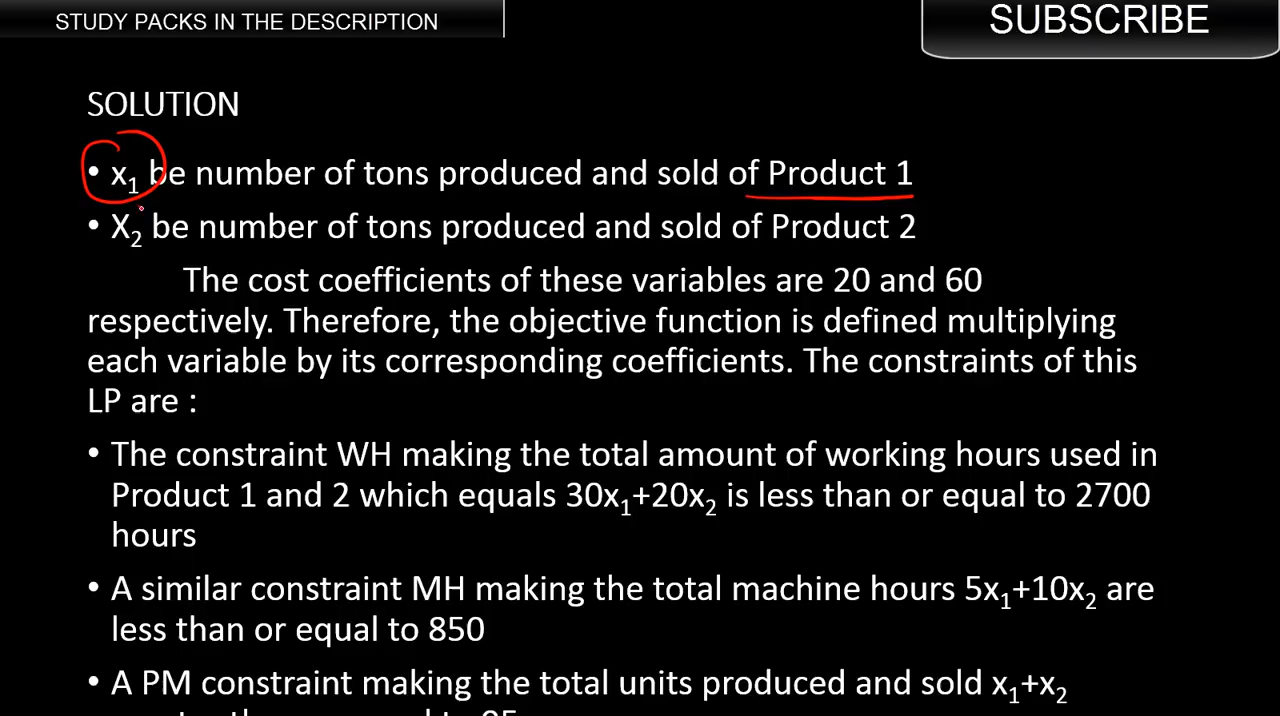 STUDY PACKS IN THE DESCRIPTION
SUBSCRIBE
SOLUTION
• x₁ be number of tons produced and sold of Product 1
• X₂ be number of tons produced and sold of Product 2
The cost coefficients of these variables are 20 and 60
respectively. Therefore, the objective function is defined multiplying
each variable by its corresponding coefficients. The constraints of this
LP are :
• The constraint WH making the total amount of working hours used in
Product 1 and 2 which equals 30x₁+20x₂ is less than or equal to 2700
hours
• A similar constraint MH making the total machine hours 5x₁+10x₂ are
less than or equal to 850
• A PM constraint making the total units produced and sold x₁+x₂